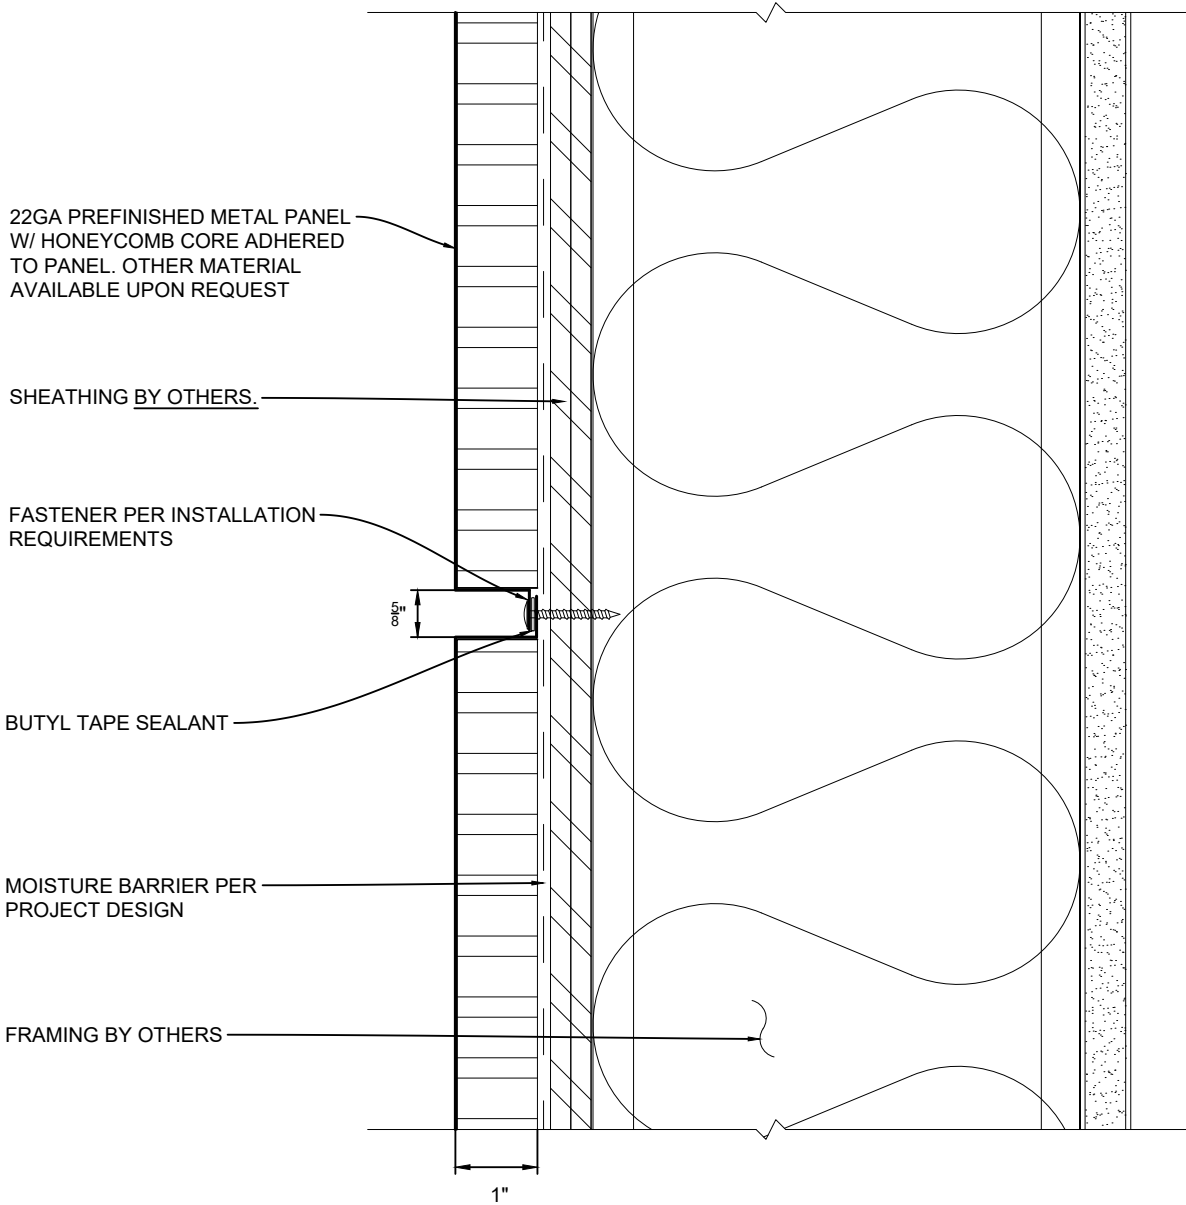 22GA PREFINISHED METAL PANEL
W/ HONEYCOMB CORE ADHERED
TO PANEL. OTHER MATERIAL
AVAILABLE UPON REQUEST
SHEATHING BY OTHERS.
FASTENER PER INSTALLATION
REQUIREMENTS
5/8"
BUTYL TAPE SEALANT
MOISTURE BARRIER PER
PROJECT DESIGN
FRAMING BY OTHERS
1"